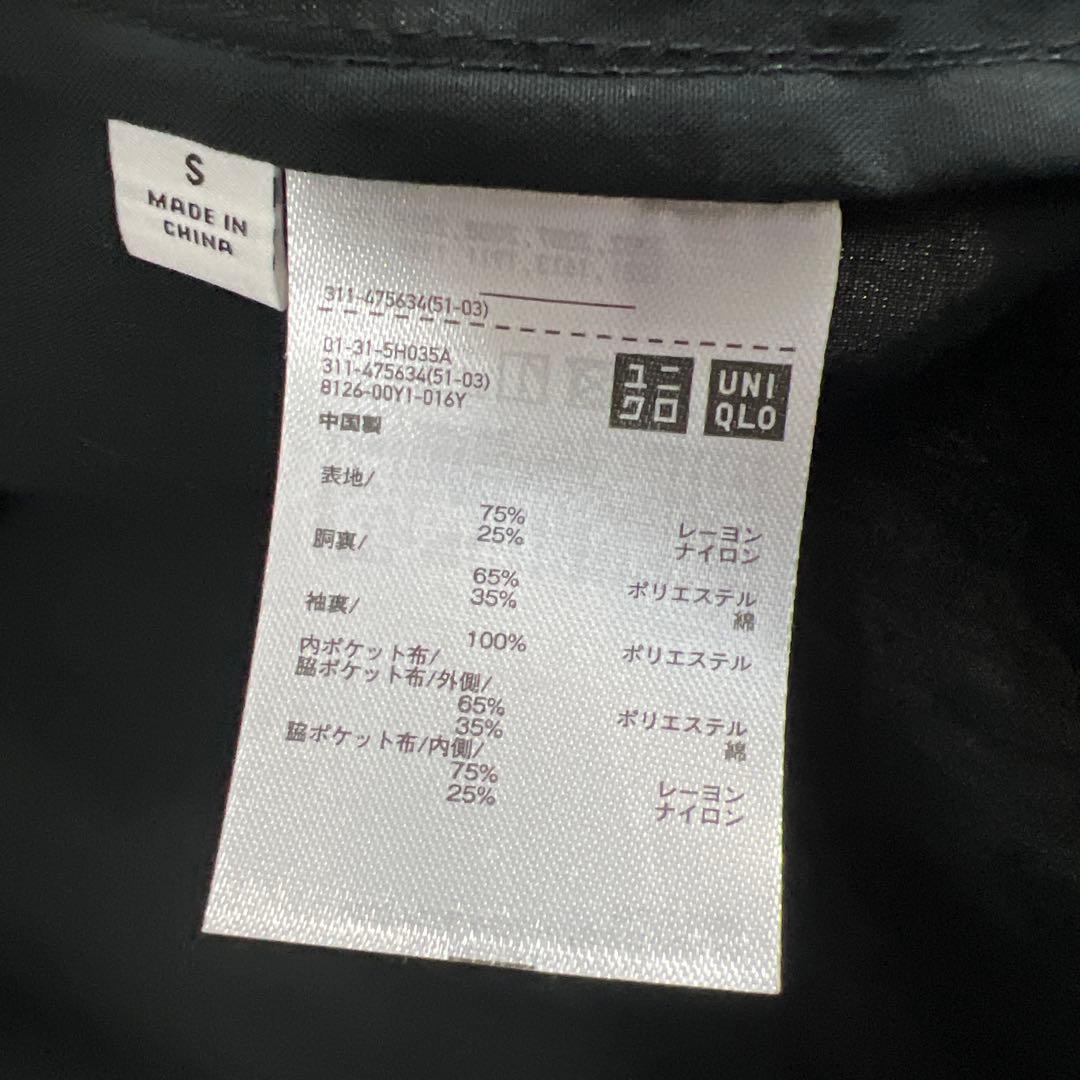 S
MADE IN
CHINA
311-475634(51-03)
01-31-5H035A
311-475634(51-03)
8126-00Y1-016Y
中国製
ユニ
クロ
UNI
QLO
表地/
75% レーヨン
25% ナイロン
胴裏/
65% ポリエステル
35% 綿
袖裏/
100% ポリエステル
内ポケット布/
脇ポケット布/外側/
65% ポリエステル
35% 綿
脇ポケット布/内側/
75% レーヨン
25% ナイロン